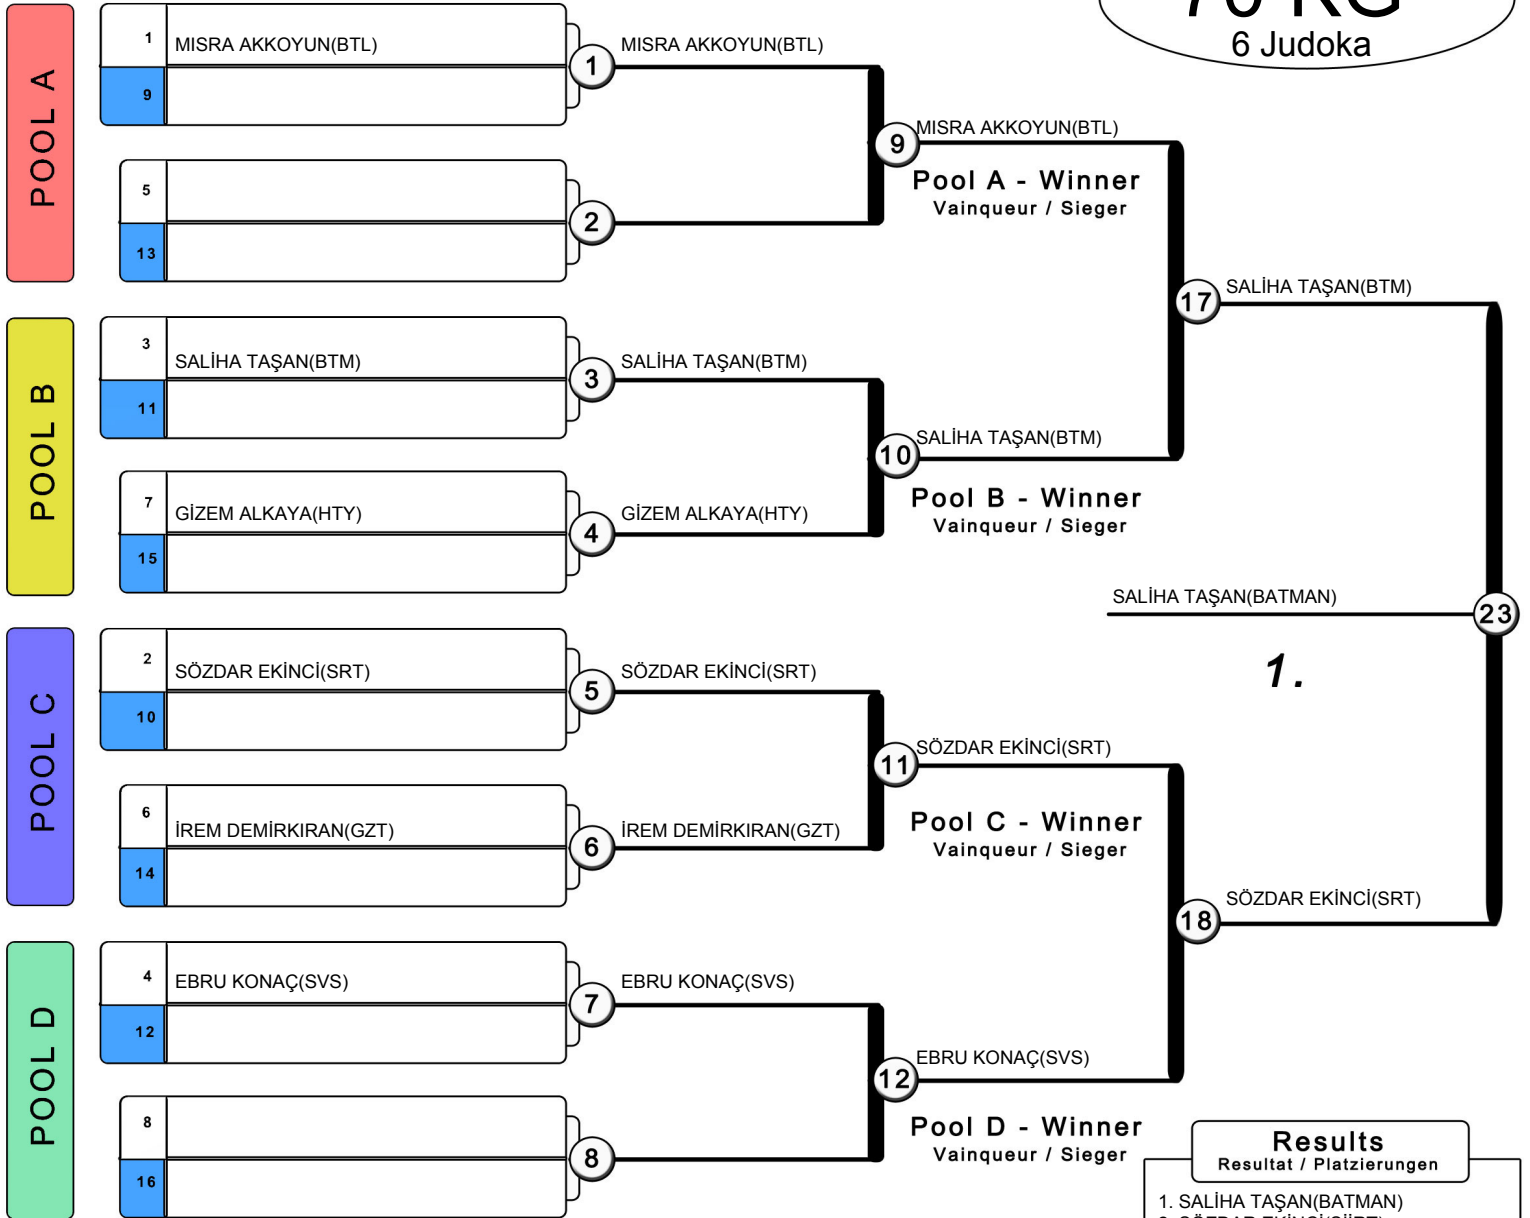 70 KG
6 Judoka
POOL A
1
MISRA AKKOYUN(BTL)
9
1
MISRA AKKOYUN(BTL)
5
13
2
9
MISRA AKKOYUN(BTL)
Pool A - Winner
Vainqueur / Sieger
POOL B
3
SALİHA TAŞAN(BTM)
11
3
SALİHA TAŞAN(BTM)
7
GİZEM ALKAYA(HTY)
15
4
GİZEM ALKAYA(HTY)
10
SALİHA TAŞAN(BTM)
Pool B - Winner
Vainqueur / Sieger
17
SALİHA TAŞAN(BTM)
SALİHA TAŞAN(BATMAN)
23
1.
POOL C
2
SÖZDAR EKİNCİ(SRT)
10
5
SÖZDAR EKİNCİ(SRT)
6
İREM DEMİRKIRAN(GZT)
14
6
İREM DEMİRKIRAN(GZT)
11
SÖZDAR EKİNCİ(SRT)
Pool C - Winner
Vainqueur / Sieger
18
SÖZDAR EKİNCİ(SRT)
POOL D
4
EBRU KONAÇ(SVS)
12
7
EBRU KONAÇ(SVS)
8
16
8
12
EBRU KONAÇ(SVS)
Pool D - Winner
Vainqueur / Sieger
Results
Resultat / Platzierungen
1. SALİHA TAŞAN(BATMAN)